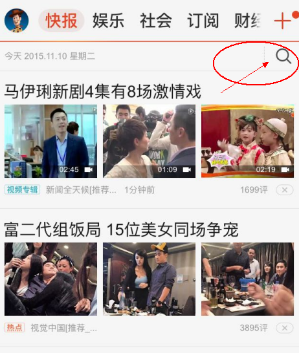 快报 娱乐 社会 订阅 财经
今天 2015.11.10 星期二
马伊琍新剧4集有8场激情戏
02:45 01:09 02:19
视频专辑 新闻全天候[推荐... 1分钟前 1699评
富二代组饭局 15位美女同场争宠
热点 视觉中国[推荐_... 3895评